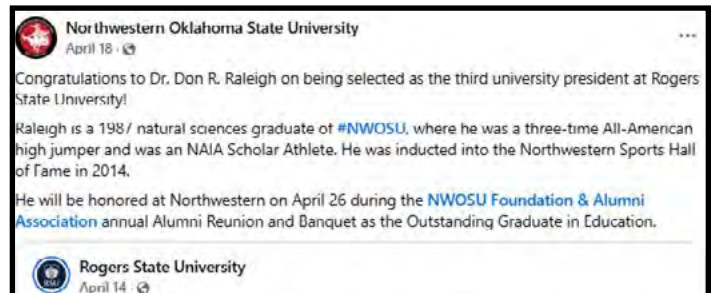 Northwestern Oklahoma State University
April 18 ·
Congratulations to Dr. Don R. Raleigh on being selected as the third university president at Rogers
State University!
Raleigh is a 1987 natural sciences graduate of #NWOSU, where he was a three-time All-American
high jumper and was an NAIA Scholar Athlete. He was inducted into the Northwestern Sports Hall
of Fame in 2014.
He will be honored at Northwestern on April 26 during the NWOSU Foundation & Alumni
Association annual Alumni Reunion and Banquet as the Outstanding Graduate in Education.
Rogers State University
RSU
April 14 ·